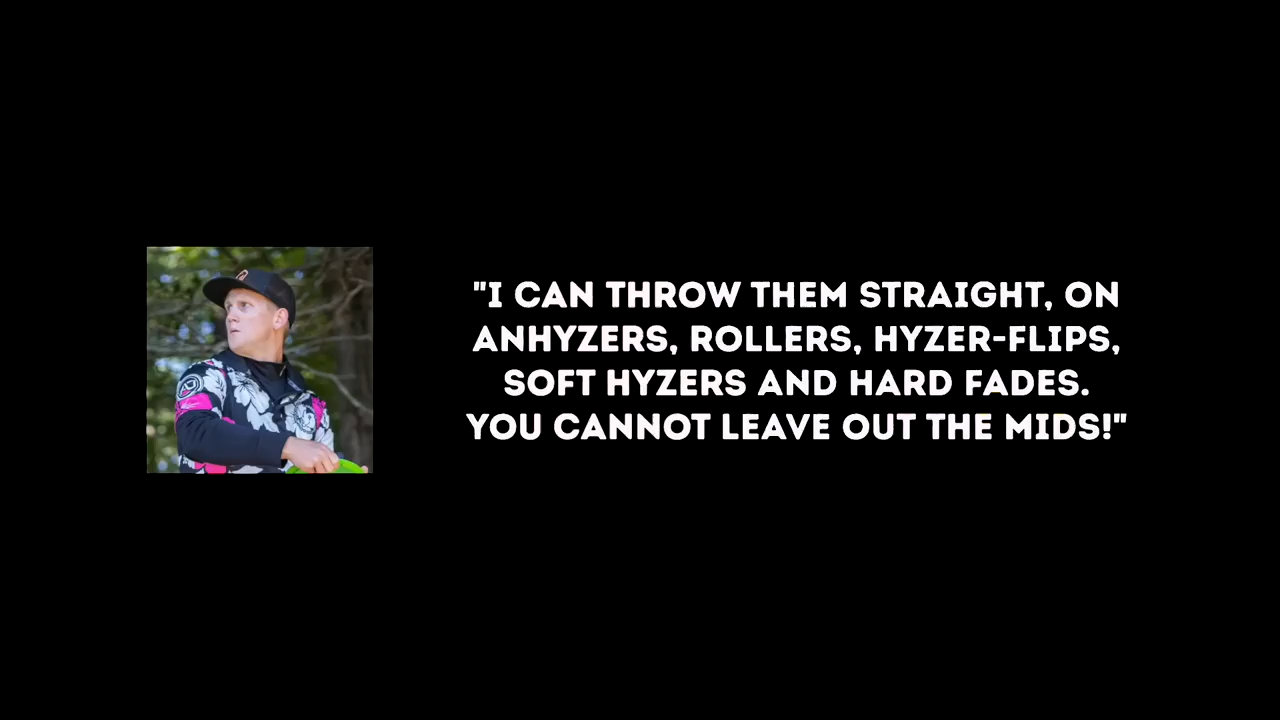 "I CAN THROW THEM STRAIGHT, ON
ANHYZERS, ROLLERS, HYZER-FLIPS,
SOFT HYZERS AND HARD FADES.
YOU CANNOT LEAVE OUT THE MIDS!"